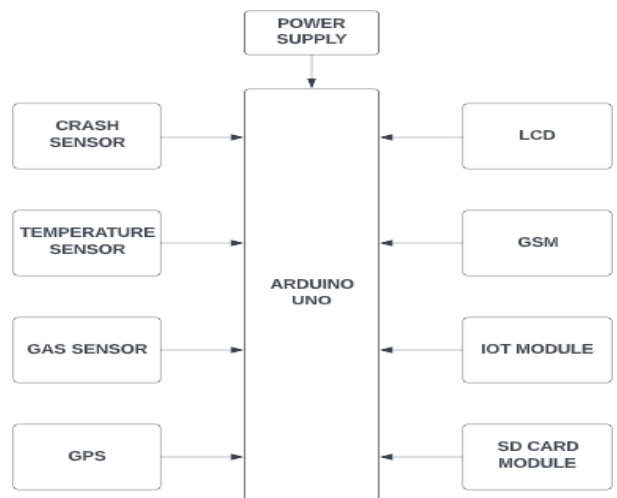 POWER
SUPPLY
CRASH
SENSOR
LCD
TEMPERATURE
SENSOR
GSM
ARDUINO
UNO
GAS SENSOR
IOT MODULE
GPS
SD CARD
MODULE